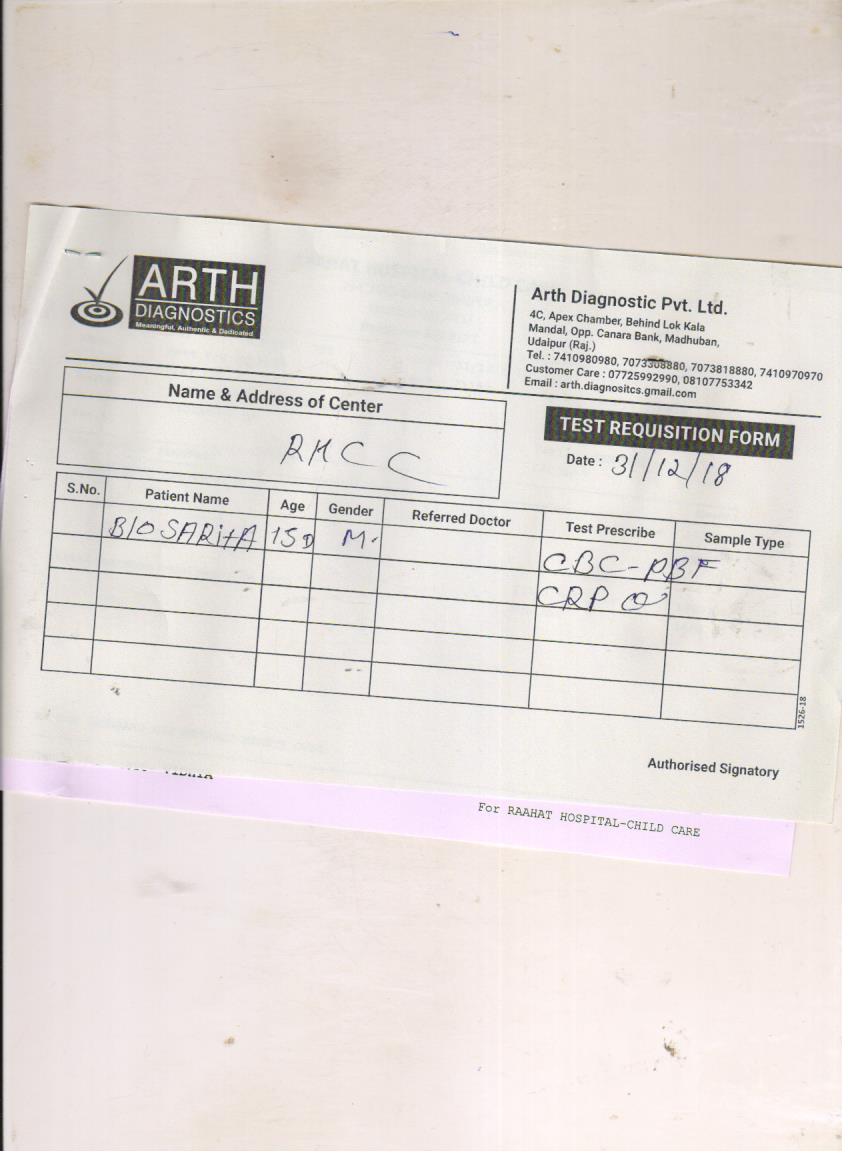 ARTH
DIAGNOSTICS
Meaningful, Authentic & Dedicated
Arth Diagnostic Pvt. Ltd.
4C, Apex Chamber, Behind Lok Kala
Mandal, Opp. Canara Bank, Madhuban,
Udaipur (Raj.)
Tel. : 7410980980, 7073308880, 7073818880, 7410970970
Customer Care : 07725992990, 08107753342
Email : arth.diagnositcs.gmail.com
Name & Address of Center
RHCC
TEST REQUISITION FORM
Date : 31/12/18
S.No. Patient Name Age Gender Referred Doctor Test Prescribe Sample Type
B/O SARitA 15D M. CBC-PBF
CRP
1526-18
Authorised Signatory
For RAAHAT HOSPITAL-CHILD CARE